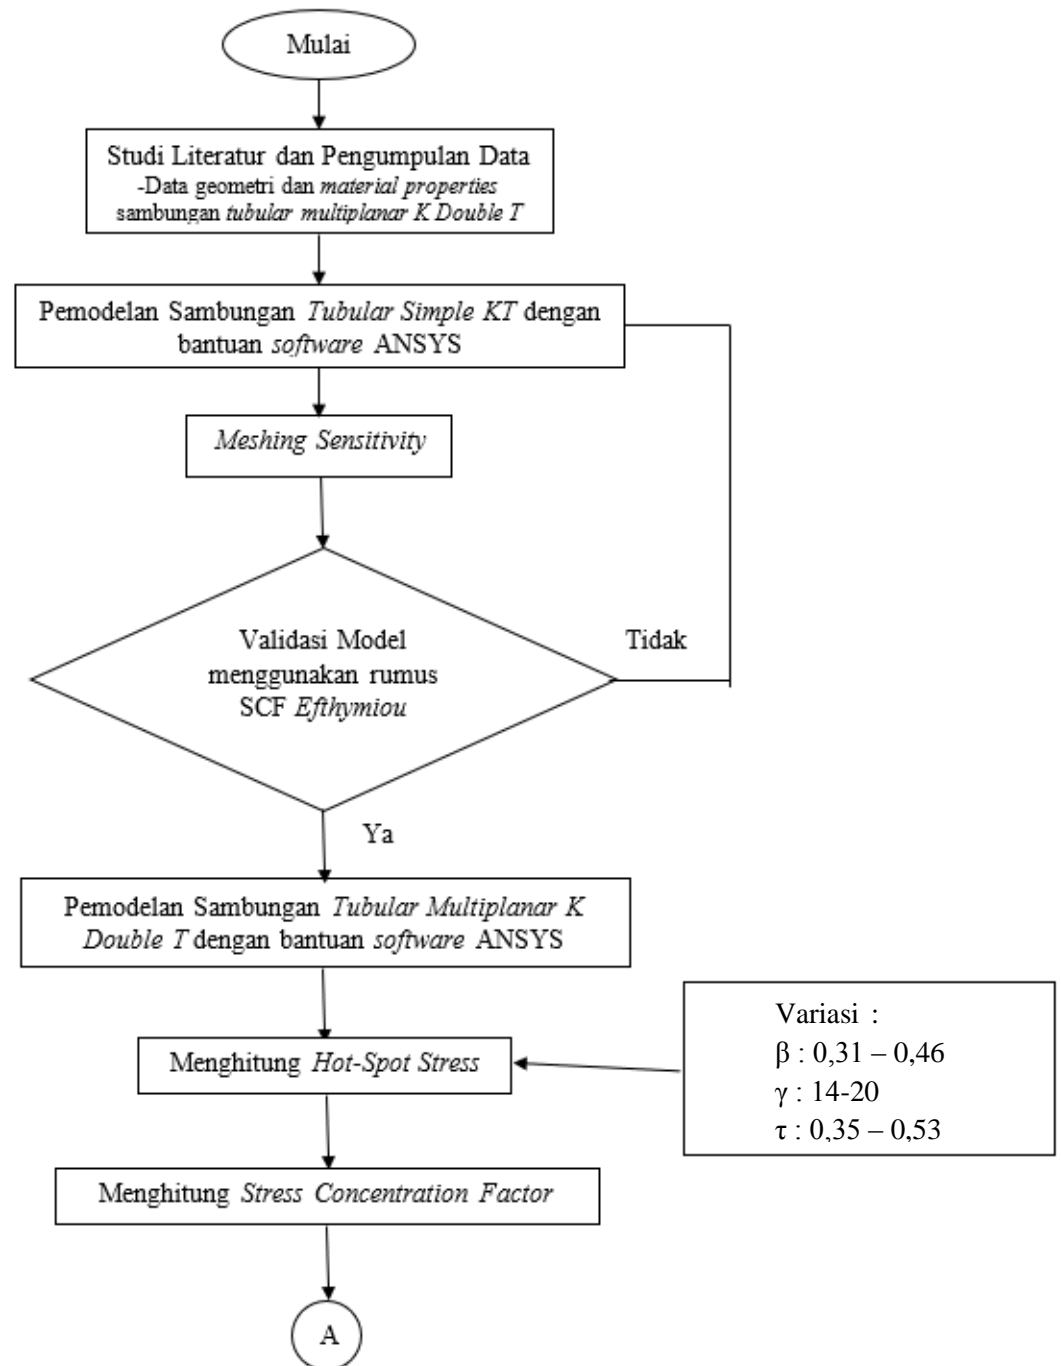 Mulai
Studi Literatur dan Pengumpulan Data
-Data geometri dan material properties
sambungan tubular multiplanar K Double T
Pemodelan Sambungan Tubular Simple KT dengan
bantuan software ANSYS
Meshing Sensitivity
Validasi Model
menggunakan rumus
SCF Efthymiou
Tidak
Ya
Pemodelan Sambungan Tubular Multiplanar K
Double T dengan bantuan software ANSYS
Menghitung Hot-Spot Stress
Variasi :
β : 0,31 – 0,46
γ : 14-20
τ : 0,35 – 0,53
Menghitung Stress Concentration Factor
A